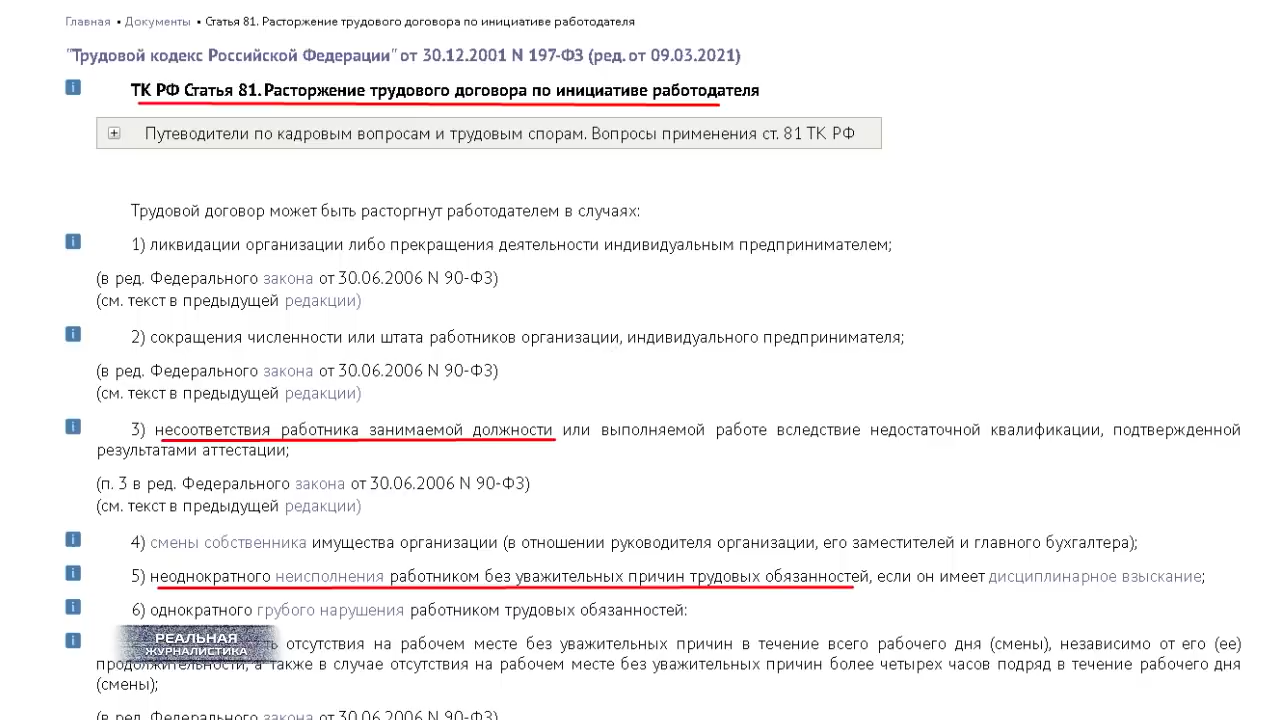 Главная • Документы • Статья 81. Расторжение трудового договора по инициативе работодателя
"Трудовой кодекс Российской Федерации" от 30.12.2001 N 197-ФЗ (ред. от 09.03.2021)
ТК РФ Статья 81. Расторжение трудового договора по инициативе работодателя
Путеводители по кадровым вопросам и трудовым спорам. Вопросы применения ст. 81 ТК РФ
Трудовой договор может быть расторгнут работодателем в случаях:
1) ликвидации организации либо прекращения деятельности индивидуальным предпринимателем;
(в ред. Федерального закона от 30.06.2006 N 90-ФЗ)
(см. текст в предыдущей редакции)
2) сокращения численности или штата работников организации, индивидуального предпринимателя;
(в ред. Федерального закона от 30.06.2006 N 90-ФЗ)
(см. текст в предыдущей редакции)
3) несоответствия работника занимаемой должности или выполняемой работе вследствие недостаточной квалификации, подтвержденной
результатами аттестации;
(п. 3 в ред. Федерального закона от 30.06.2006 N 90-ФЗ)
(см. текст в предыдущей редакции)
4) смены собственника имущества организации (в отношении руководителя организации, его заместителей и главного бухгалтера);
5) неоднократного неисполнения работником без уважительных причин трудовых обязанностей, если он имеет дисциплинарное взыскание;
6) однократного грубого нарушения работником трудовых обязанностей:
отсутствия на рабочем месте без уважительных причин в течение всего рабочего дня (смены), независимо от его (ее)
продолжительности, а также в случае отсутствия на рабочем месте без уважительных причин более четырех часов подряд в течение рабочего дня
(смены);
(в ред. Федерального закона от 30.06.2006 N 90-ФЗ)
РЕАЛЬНАЯ
ЖУРНАЛИСТИКА